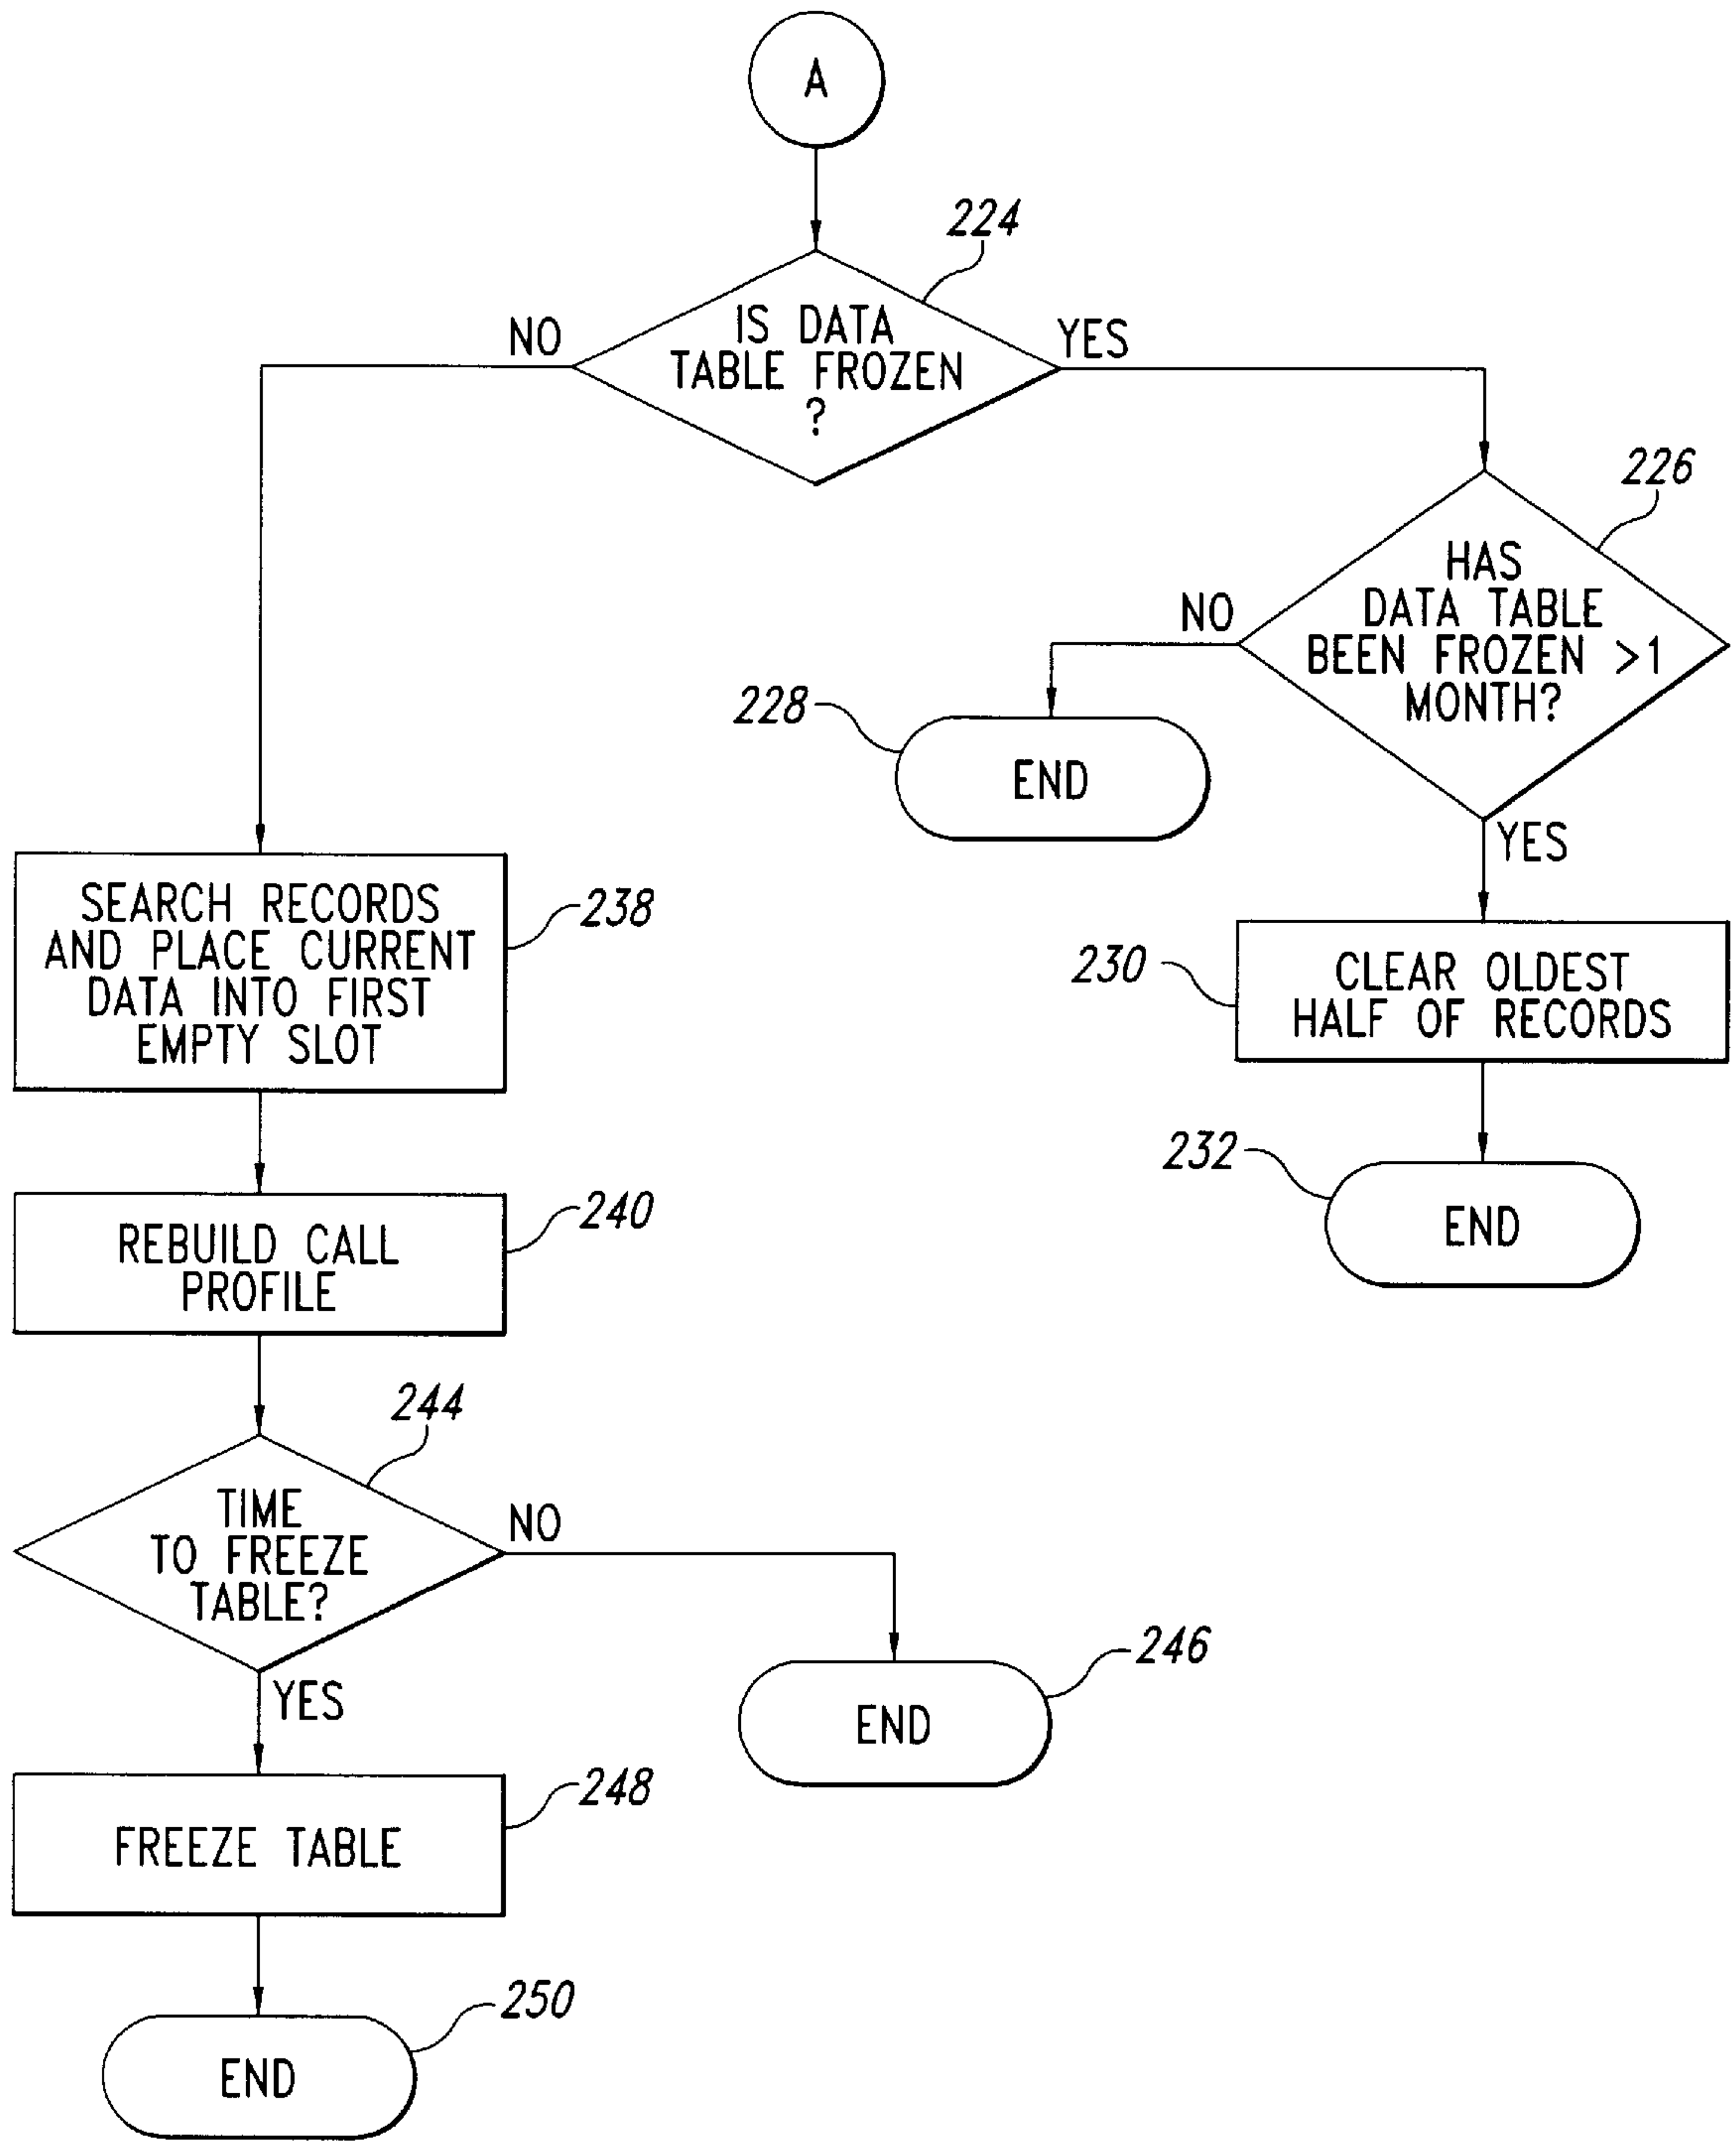 A
224
IS DATA
TABLE FROZEN
?
NO
YES
226
HAS
DATA TABLE
BEEN FROZEN >1
MONTH?
NO
228
END
YES
238
SEARCH RECORDS
AND PLACE CURRENT
DATA INTO FIRST
EMPTY SLOT
230
CLEAR OLDEST
HALF OF RECORDS
232
END
240
REBUILD CALL
PROFILE
244
TIME
TO FREEZE
TABLE?
NO
246
END
YES
248
FREEZE TABLE
250
END